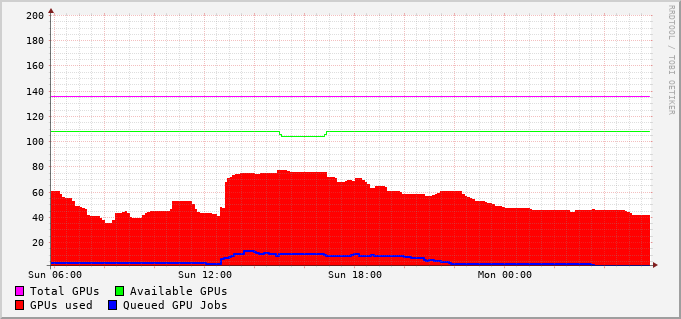 200
180
160
140
120
100
80
60
40
20
Sun 06:00 Sun 12:00 Sun 18:00 Mon 00:00
Total GPUs Available GPUs
GPUs used Queued GPU Jobs
RRDTOOL / TOBI OETIKER